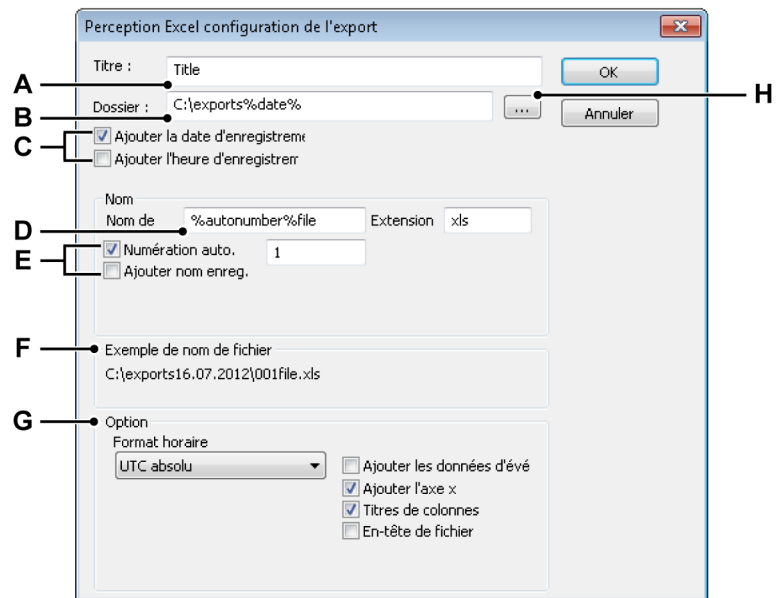 Perception Excel configuration de l'export
Titre : Title OK
A
Dossier : C:\exports%date% ... Annuler H
B
C Ajouter la date d'enregistreme
Ajouter l'heure d'enregistrem
Nom
Nom de %autonumber%file Extension xls
D
E Numération auto. 1
Ajouter nom enreg.
F Exemple de nom de fichier
C:\exports16.07.2012\001file.xls
G Option
Format horaire
UTC absolu Ajouter les données d'évé
Ajouter l'axe x
Titres de colonnes
En-tête de fichier